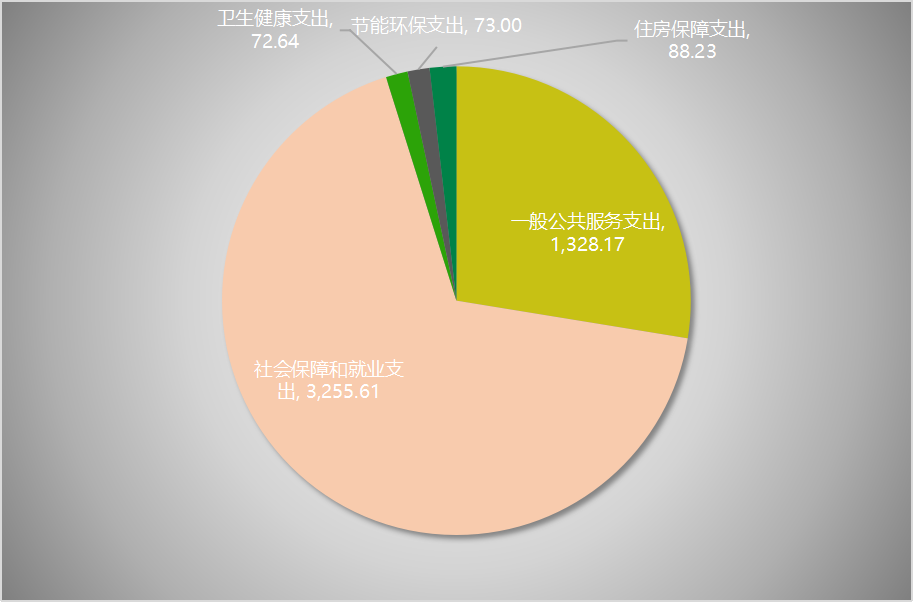 卫生健康支出,
72.64
节能环保支出, 73.00
住房保障支出,
88.23
一般公共服务支出,
1,328.17
社会保障和就业支
出, 3,255.61